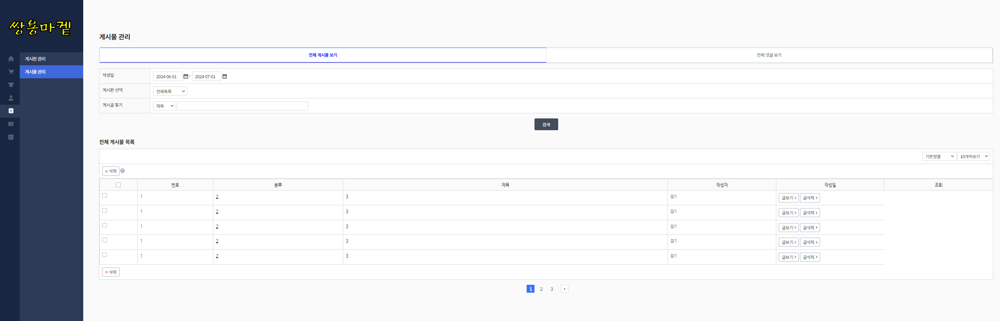 쌍용마켙
게시판 관리
게시물 관리
게시물 관리
전체 게시물 보기 전체 댓글 보기
작성일 2024-06-01 ~ 2024-07-01
게시판 선택 전체목록
게시글 찾기 제목
검색
전체 게시물 목록
기본정렬 10개씩보기
× 삭제 ?
번호 분류 제목 작성자 작성일 조회
1 2 3 0/1 글보기 > 글삭제 >
1 2 3 0/1 글보기 > 글삭제 >
1 2 3 0/1 글보기 > 글삭제 >
1 2 3 0/1 글보기 > 글삭제 >
1 2 3 0/1 글보기 > 글삭제 >
× 삭제
1 2 3 >